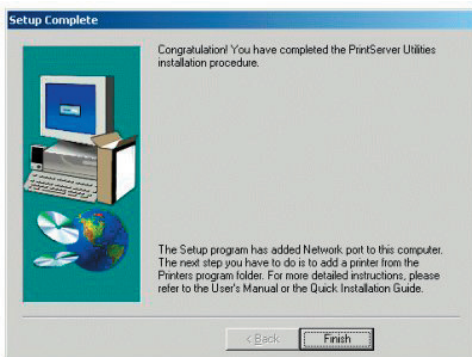 Setup Complete
Congratulation! You have completed the PrintServer Utilities
installation procedure.
The Setup program has added Network port to this computer.
The next step you have to do is to add a printer from the
Printers program folder. For more detailed instructions, please
refer to the User's Manual or the Quick Installation Guide.
< Back
Finish